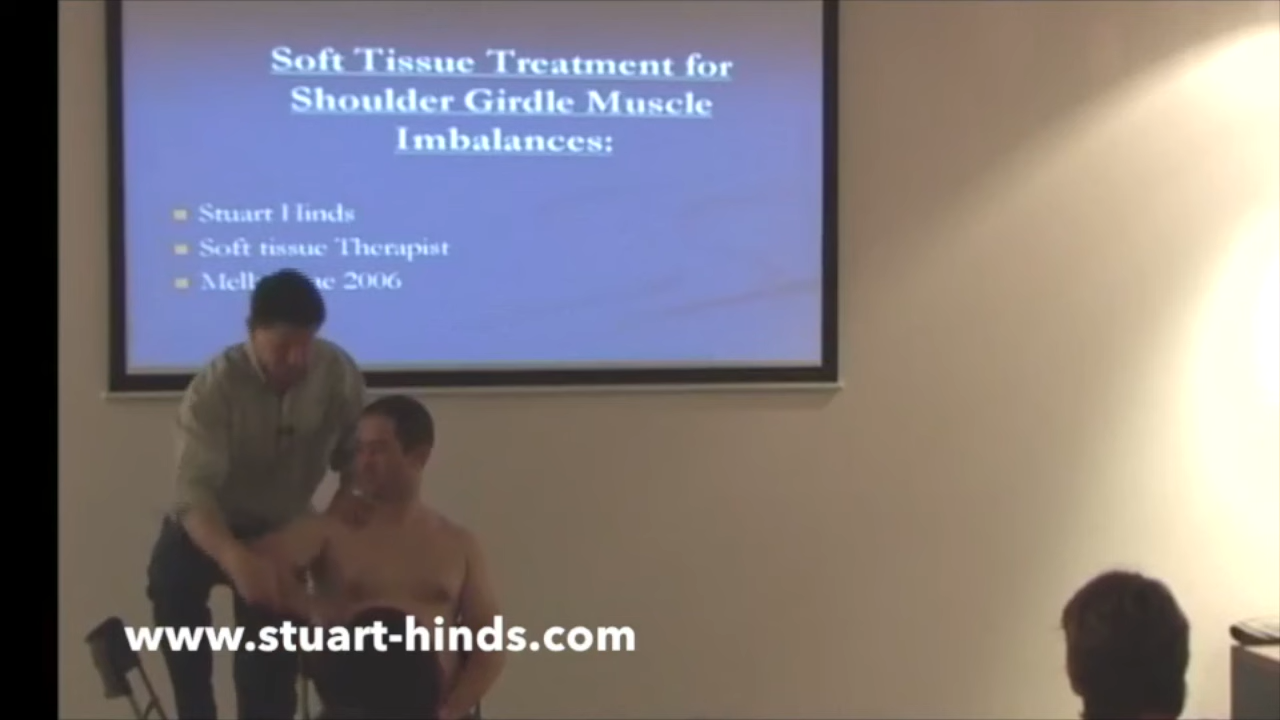 Soft Tissue Treatment for
Shoulder Girdle Muscle
Imbalances:
Stuart Hinds
Soft tissue Therapist
2006
www.stuart-hinds.com